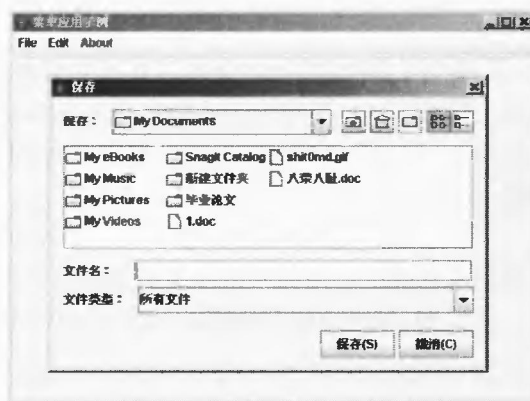 菜单应用示例
File Edit About
保存
保存： My Documents
My eBooks SnagIt Catalog shit0md.gif
My Music 新建文件夹 八荣八耻.doc
My Pictures 毕业论文
My Videos 1.doc
文件名：
文件类型： 所有文件
保存(S) 撤消(C)